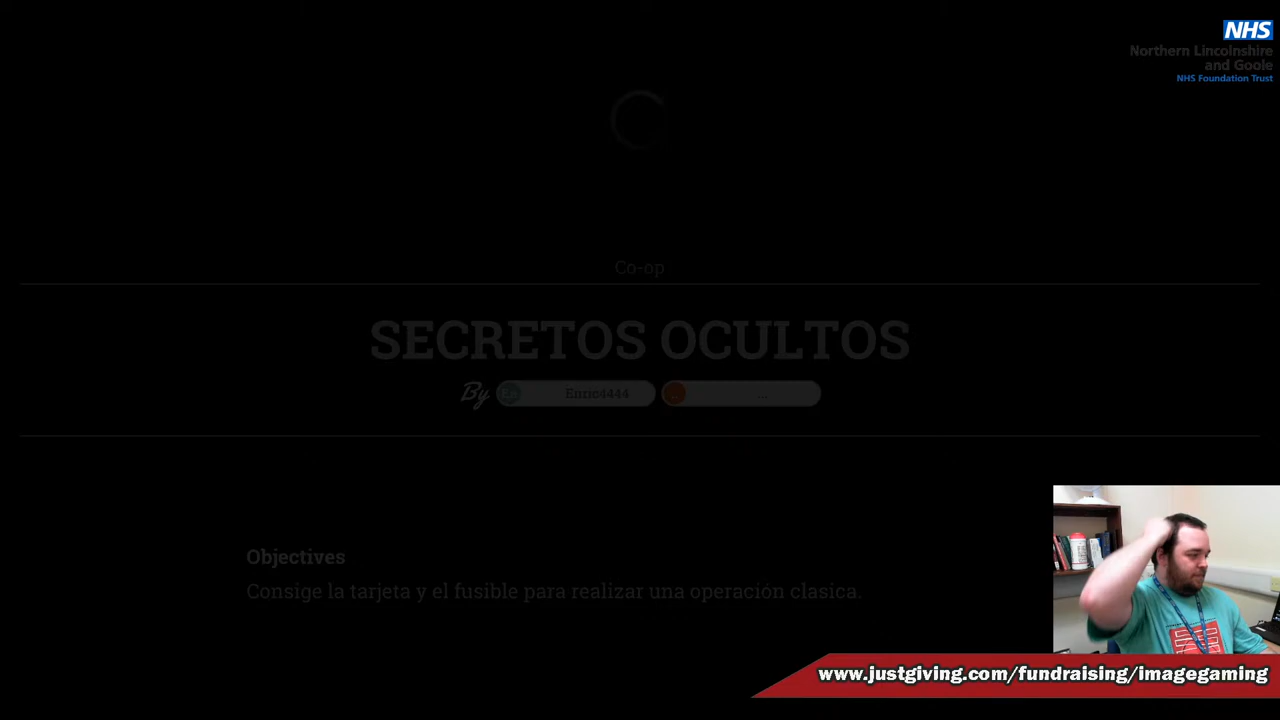 NHS
Northern Lincolnshire
and Goole
NHS Foundation Trust
Co-op
SECRETOS OCULTOS
By En Enric4444 .. ...
Objectives
Consige la tarjeta y el fusible para realizar una operación clasica.
www.justgiving.com/fundraising/imagegaming